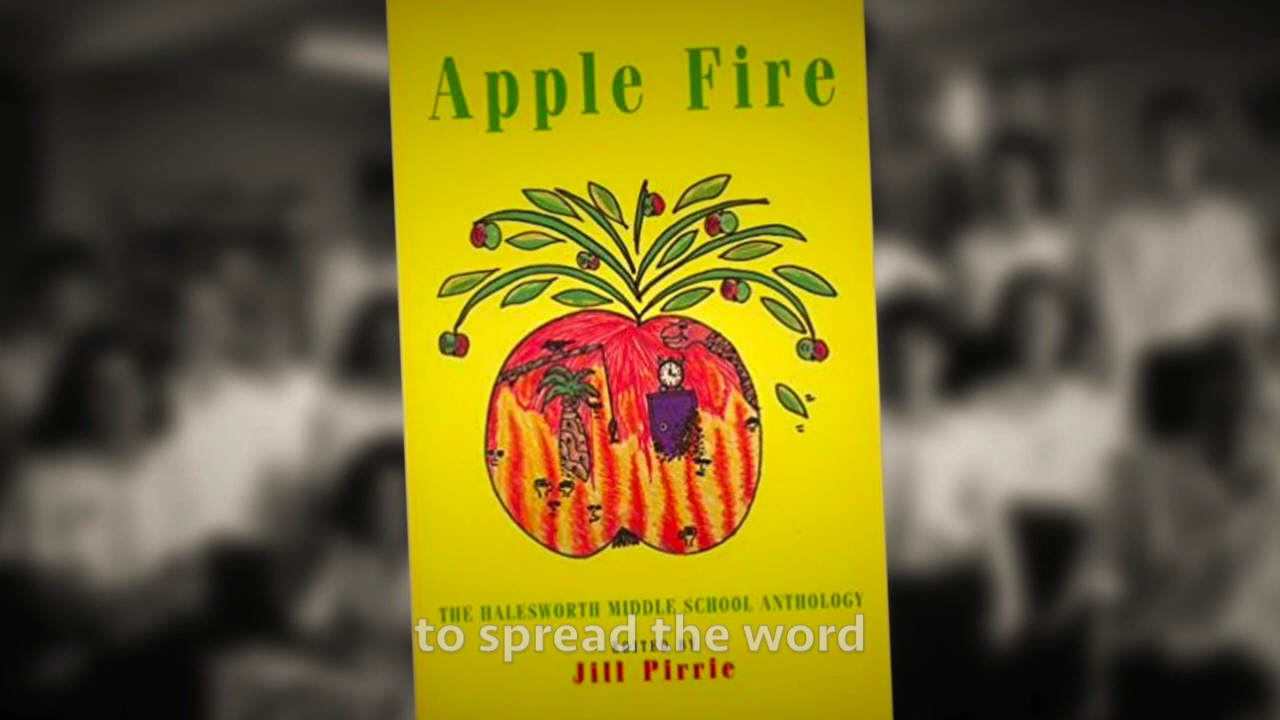 Apple Fire
THE HALESWORTH MIDDLE SCHOOL ANTHOLOGY
to spread the word
Jill Pirrie